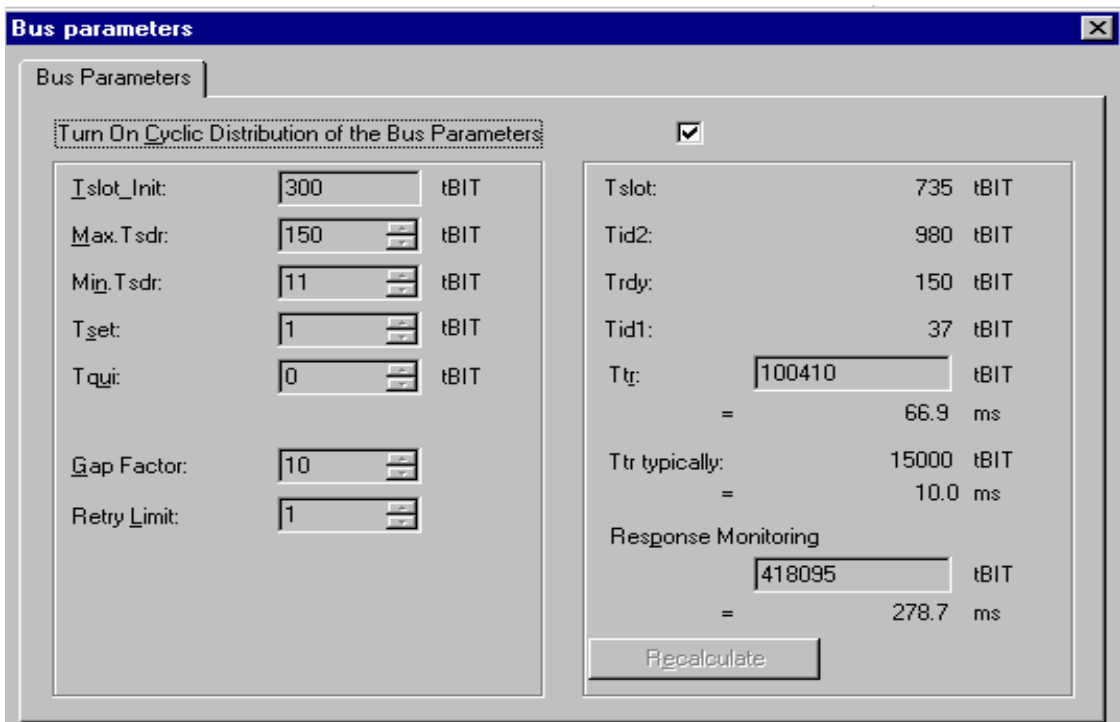 Bus parameters
Bus Parameters
Turn On Cyclic Distribution of the Bus Parameters
Tslot_Init: 300 tBIT
Max.Tsdr: 150 tBIT
Min.Tsdr: 11 tBIT
Tset: 1 tBIT
Tqui: 0 tBIT
Gap Factor: 10
Retry Limit: 1
Tslot: 735 tBIT
Tid2: 980 tBIT
Trdy: 150 tBIT
Tid1: 37 tBIT
Ttr: 100410 tBIT
= 66.9 ms
Ttr typically: 15000 tBIT
= 10.0 ms
Response Monitoring
418095 tBIT
= 278.7 ms
Recalculate